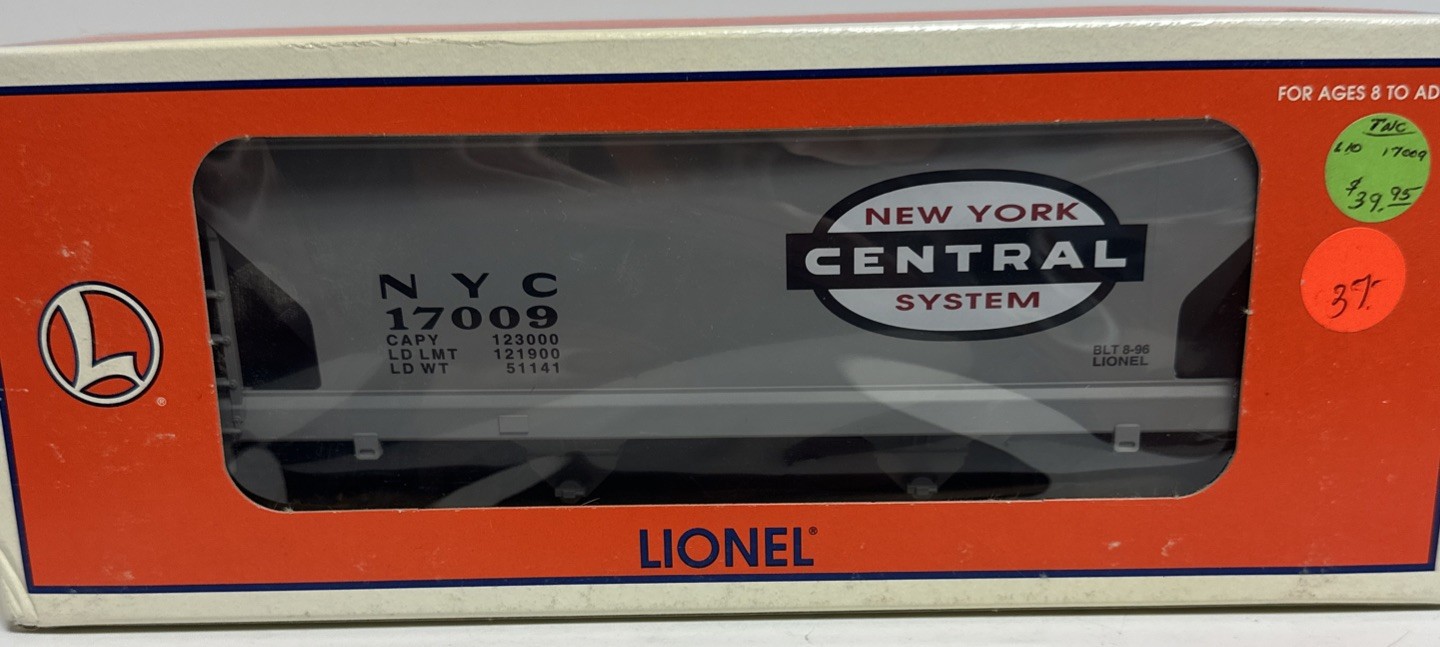 FOR AGES 8 TO AD
TNC
LIO 17009
$39.95
37.-
NEW YORK
CENTRAL
SYSTEM
N Y C
17009
CAPY 123000
LD LMT 121900
LD WT 51141
BLT 8-96
LIONEL
L
®
LIONEL®